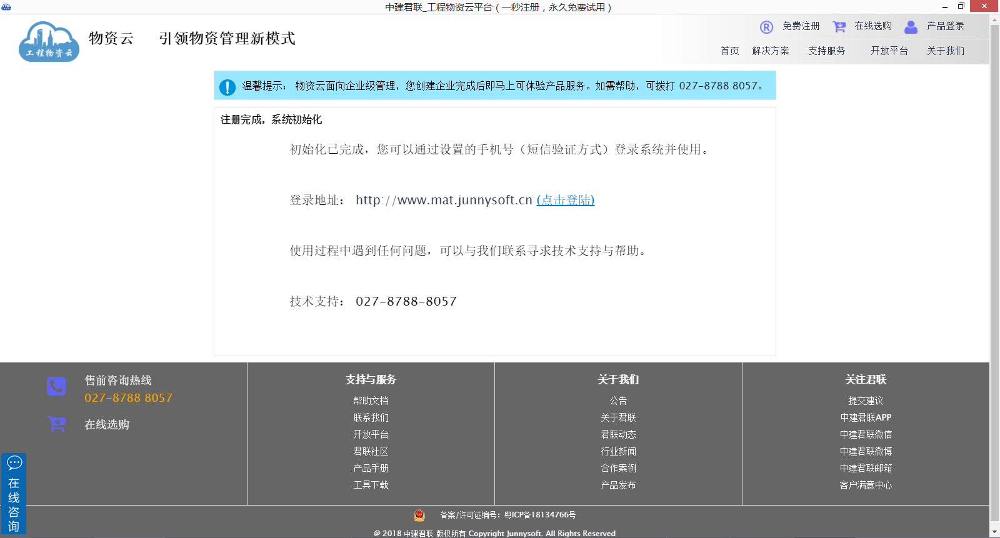 中建君联_工程物资云平台（一秒注册，永久免费试用）
工程物资云
物资云 引领物资管理新模式
® 免费注册 在线选购 产品登录
首页 解决方案 支持服务 开放平台 关于我们
温馨提示： 物资云面向企业级管理，您创建企业完成后即马上可体验产品服务。如需帮助，可拨打 027-8788 8057。
注册完成，系统初始化
初始化已完成，您可以通过设置的手机号（短信验证方式）登录系统并使用。
登录地址： http://www.mat.junnysoft.cn (点击登陆)
使用过程中遇到任何问题，可以与我们联系寻求技术支持与帮助。
技术支持： 027-8788-8057
售前咨询热线
027-8788 8057
在线选购
支持与服务
帮助文档
联系我们
开放平台
君联社区
产品手册
工具下载
关于我们
公告
关于君联
君联动态
行业新闻
合作案例
产品发布
关注君联
提交建议
中建君联APP
中建君联微信
中建君联微博
中建君联邮箱
客户满意中心
在线咨询
备案/许可证编号：粤ICP备18134766号
@ 2018 中建君联 版权所有 Copyright Junnysoft. All Rights Reserved